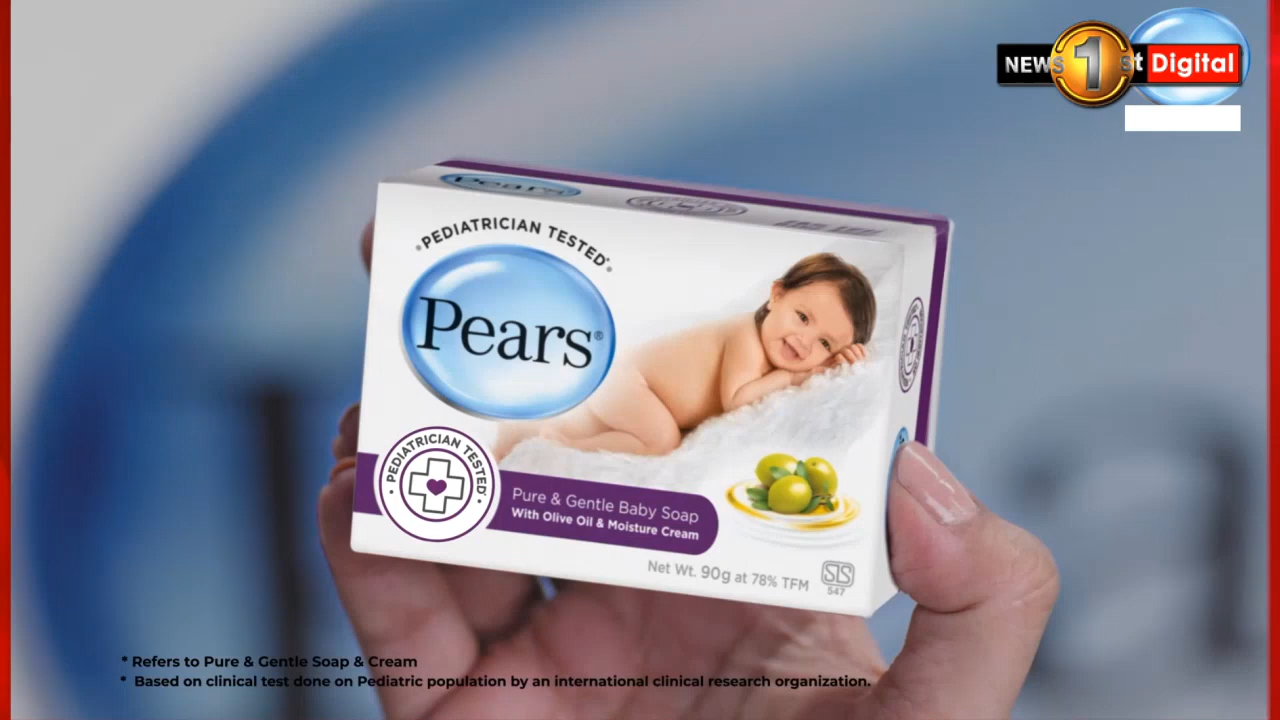 NEWS 1st Digital
Pears
PEDIATRICIAN TESTED*
Pears®
PEDIATRICIAN TESTED*
Pure & Gentle Baby Soap
With Olive Oil & Moisture Cream
Net Wt. 90g at 78% TFM
SLS
547
* Refers to Pure & Gentle Soap & Cream
* Based on clinical test done on Pediatric population by an international clinical research organization.